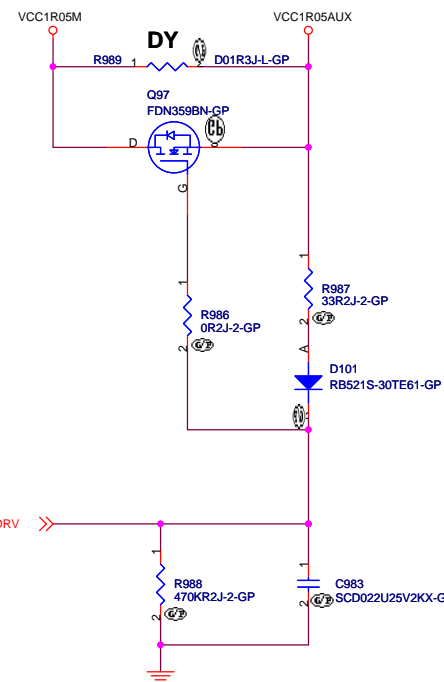 VCC1R05M
VCC1R05AUX
DY
R989
1
D01R3J-L-GP
Q97
FDN359BN-GP
D
G
1
1
R987
33R2J-2-GP
2
G/P
R986
0R2J-2-GP
2
G/P
A
D101
RB521S-30TE61-GP
DRV
1
1
R988
470KR2J-2-GP
2
G/P
C983
SCD022U25V2KX-G
2
G/P